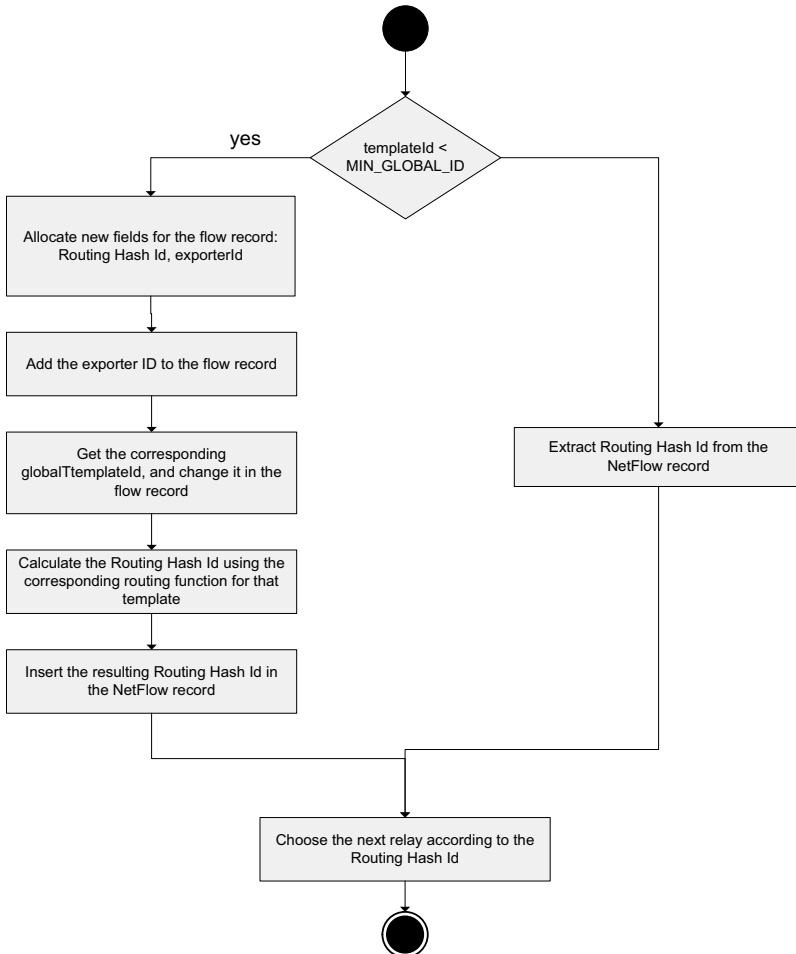 templateId <
MIN_GLOBAL_ID
yes
Allocate new fields for the flow record:
Routing Hash Id, exporterId
Add the exporter ID to the flow record
Get the corresponding
globalTtemplateId, and change it in the
flow record
Calculate the Routing Hash Id using the
corresponding routing function for that
template
Insert the resulting Routing Hash Id in
the NetFlow record
Extract Routing Hash Id from the
NetFlow record
Choose the next relay according to the
Routing Hash Id